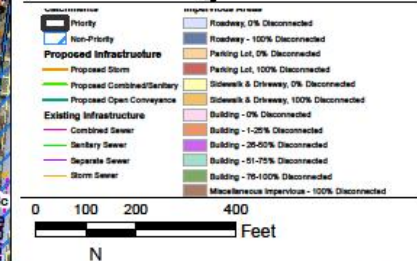 Catchments
Priority
Non-Priority
Proposed Infrastructure
Proposed Storm
Proposed Combined/Sanitary
Proposed Open Conveyance
Existing Infrastructure
Combined Sewer
Sanitary Sewer
Separate Sewer
Storm Sewer
Impervious Areas
Roadway, 0% Disconnected
Roadway - 100% Disconnected
Parking Lot, 0% Disconnected
Parking Lot, 100% Disconnected
Sidewalk & Driveway, 0% Disconnected
Sidewalk & Driveway, 100% Disconnected
Building - 0% Disconnected
Building - 1-25% Disconnected
Building - 26-50% Disconnected
Building - 51-75% Disconnected
Building - 76-100% Disconnected
Miscellaneous Impervious - 100% Disconnected
0 100 200 400
Feet
N